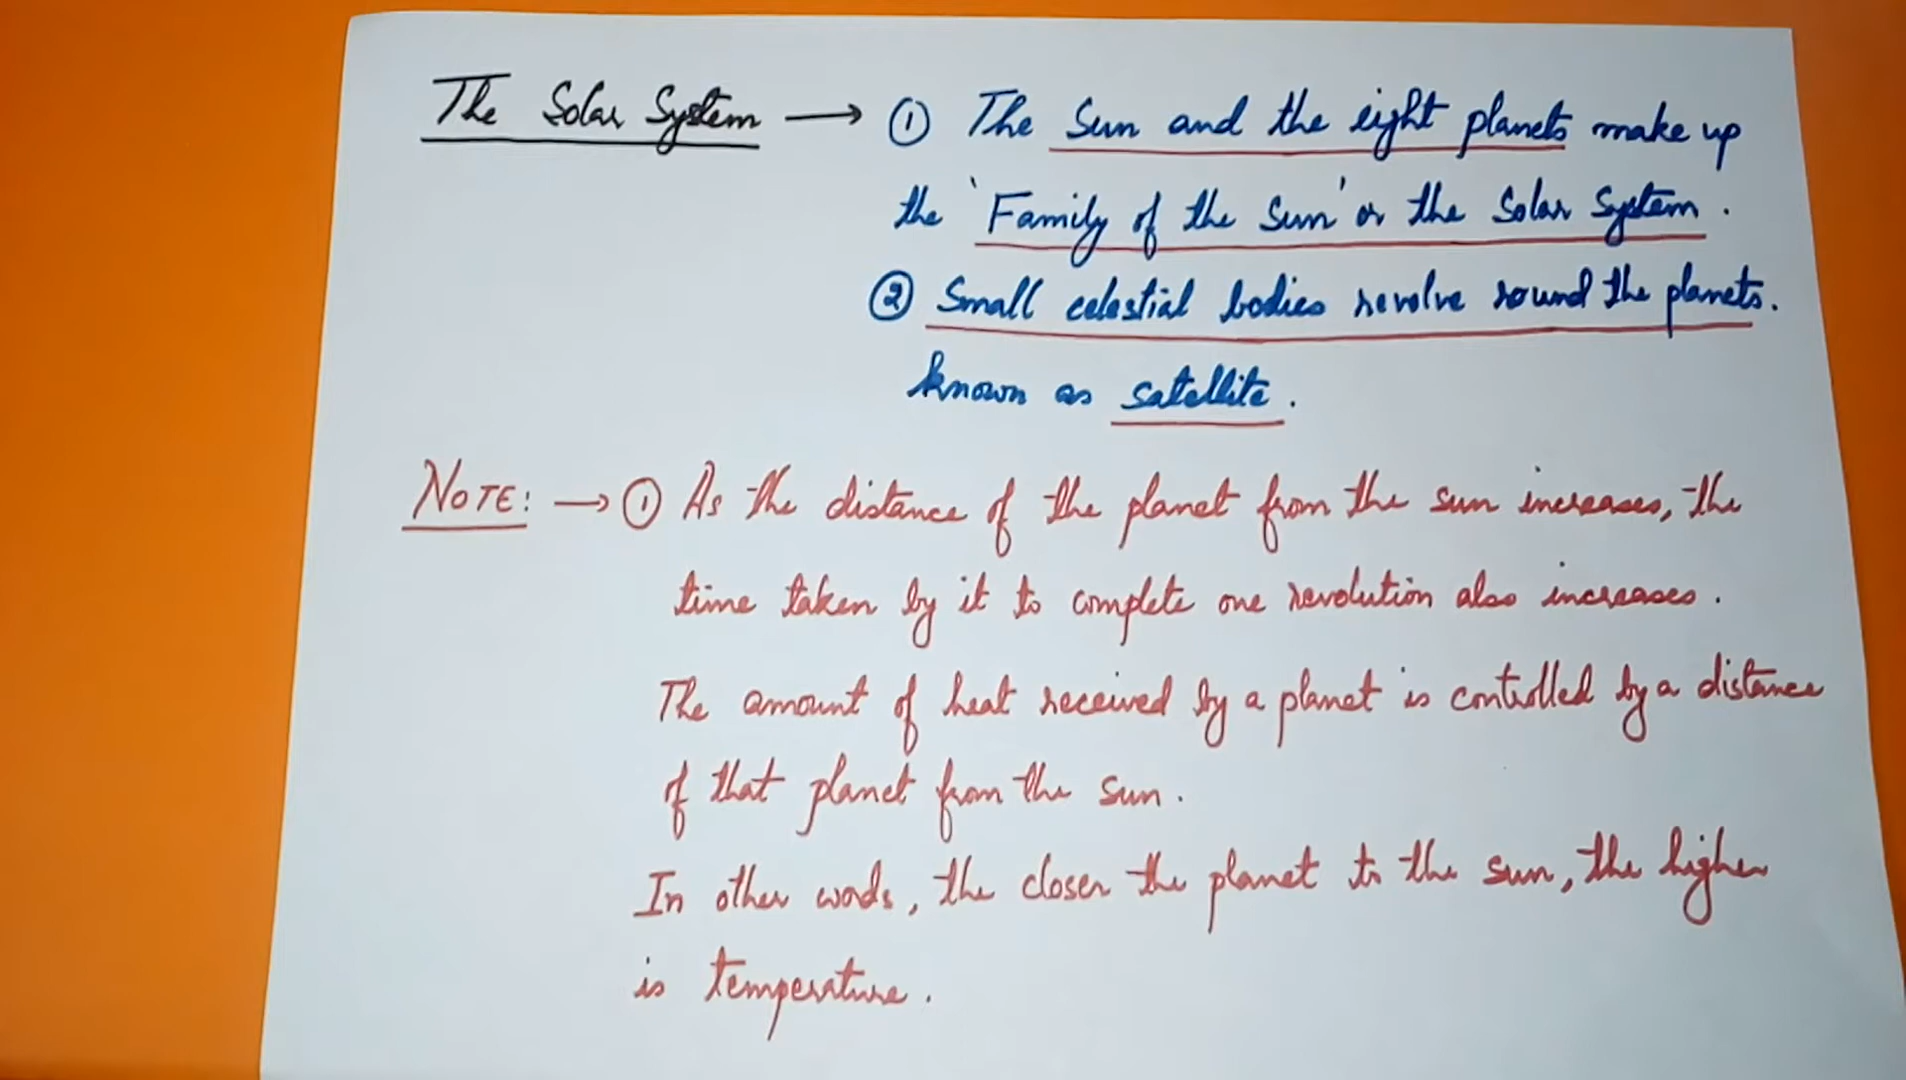 The Solar System → ① The Sun and the eight planets make up
the 'Family of the Sun' or the Solar System.
② Small celestial bodies revolve round the planets.
known as satellite.
NOTE: → ① As the distance of the planet from the sun increases, the
time taken by it to complete one revolution also increases.
The amount of heat received by a planet is controlled by a distance
of that planet from the sun.
In other words, the closer the planet to the sun, the higher
is temperature.